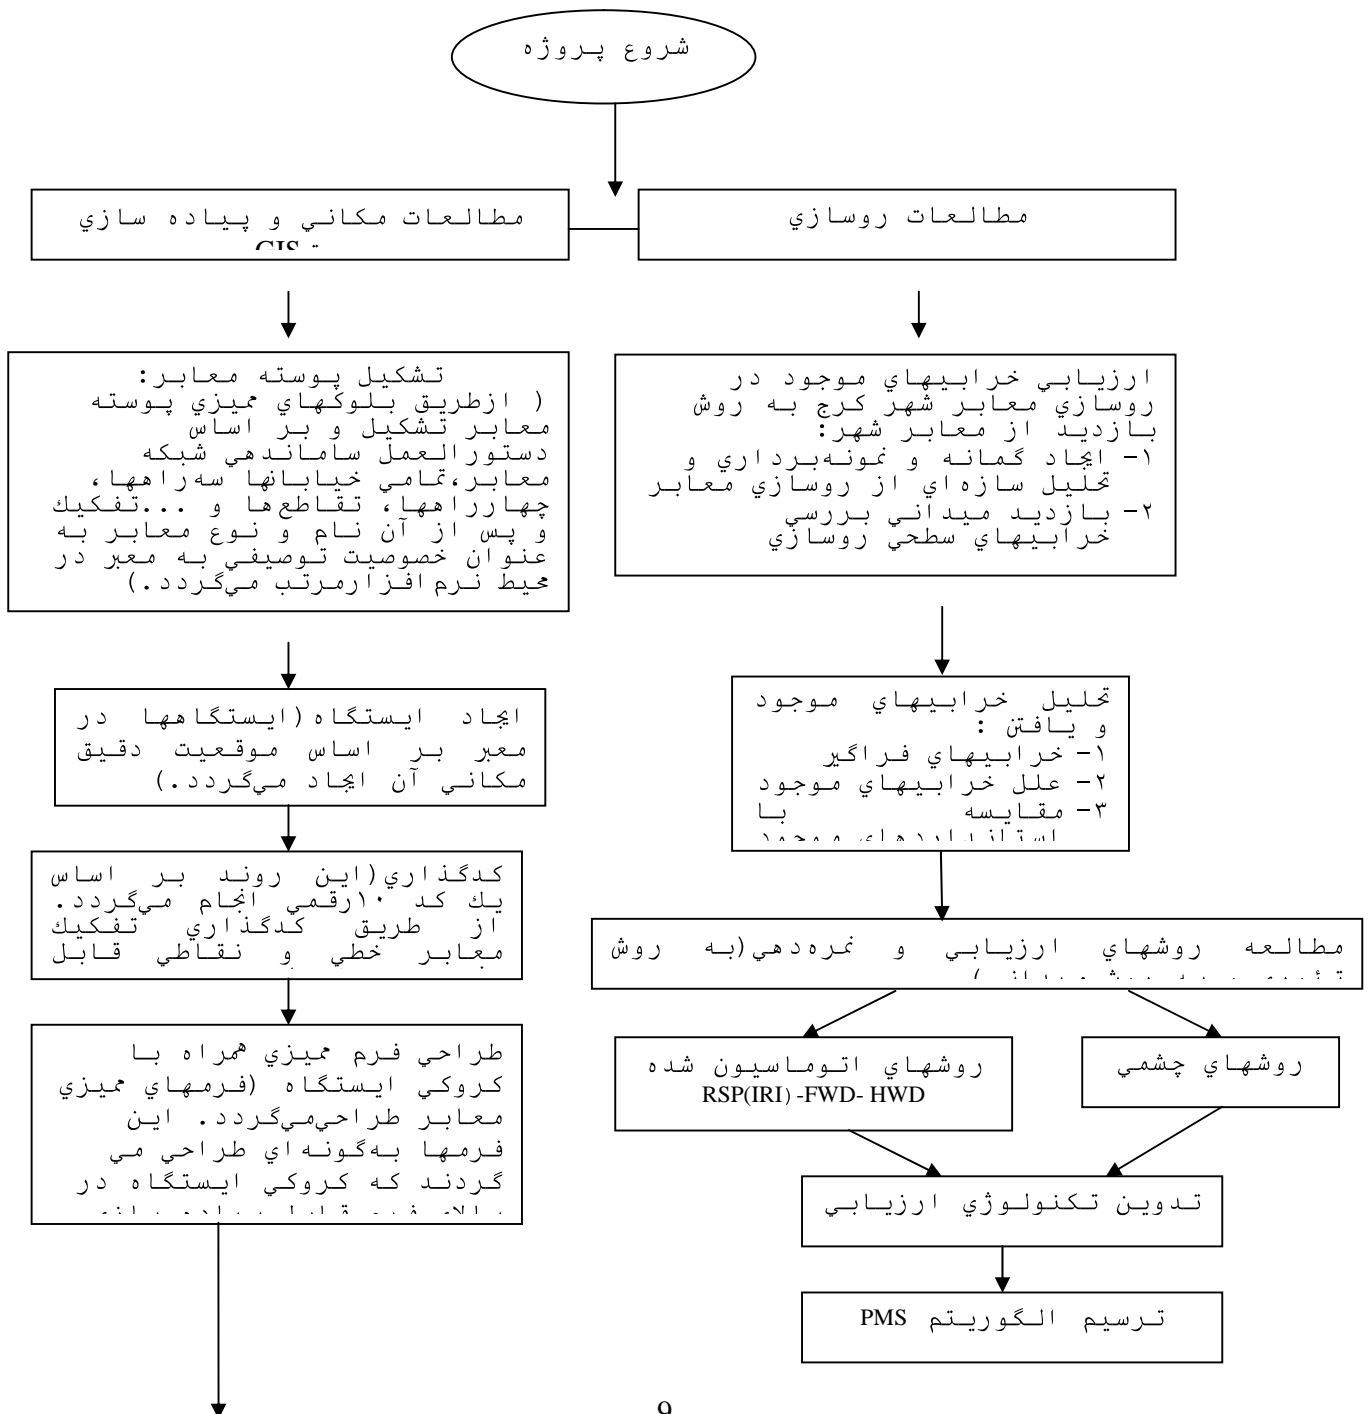 شروع پروژه
مطالعات روسازي
مطالعات مكاني و پياده سازي
GIS
ارزيابي خرابيهاي موجود در
روسازي معابر شهر كرج به روش
بازديد از معابر شهر:
۱- ايجاد گمانه و نمونه‌برداري و
تحليل سازه‌اي از روسازي معابر
۲- بازديد ميداني بررسي
خرابيهاي سطحي روسازي
تحليل خرابيهاي موجود
و يافتن :
۱- خرابيهاي فراگير
۲- علل خرابيهاي موجود
۳- مقايسه با
استانداردهاي موجود
مطالعه روشهاي ارزيابي و نمره‌دهي(به روش
روشهاي چشمي
روشهاي اتوماسيون شده
RSP(IRI) -FWD- HWD
تدوين تكنولوژي ارزيابي
ترسيم الگوريتم PMS
تشكيل پوسته معابر:
( ازطريق بلوكهاي مميزي پوسته
معابر تشكيل و بر اساس
دستورالعمل ساماندهي شبكه
معابر،تمامي خيابانها سه‌راهها،
چهارراهها، تقاطع‌ها و ...تفكيك
و پس از آن نام و نوع معابر به
عنوان خصوصيت توصيفي به معبر در
محيط نرم‌افزارمرتب مي‌گردد.)
ايجاد ايستگاه(ايستگاهها در
معبر بر اساس موقعيت دقيق
مكاني آن ايجاد مي‌گردد.)
كدگذاري(اين روند بر اساس
يك كد ۱۰رقمي انجام مي‌گردد.
از طريق كدگذاري تفكيك
معابر خطي و نقاطي قابل
طراحي فرم مميزي همراه با
كروكي ايستگاه (فرمهاي مميزي
معابر طراحي‌مي‌گردد. اين
فرمها به‌گونه‌اي طراحي مي
گردند كه كروكي ايستگاه در
9